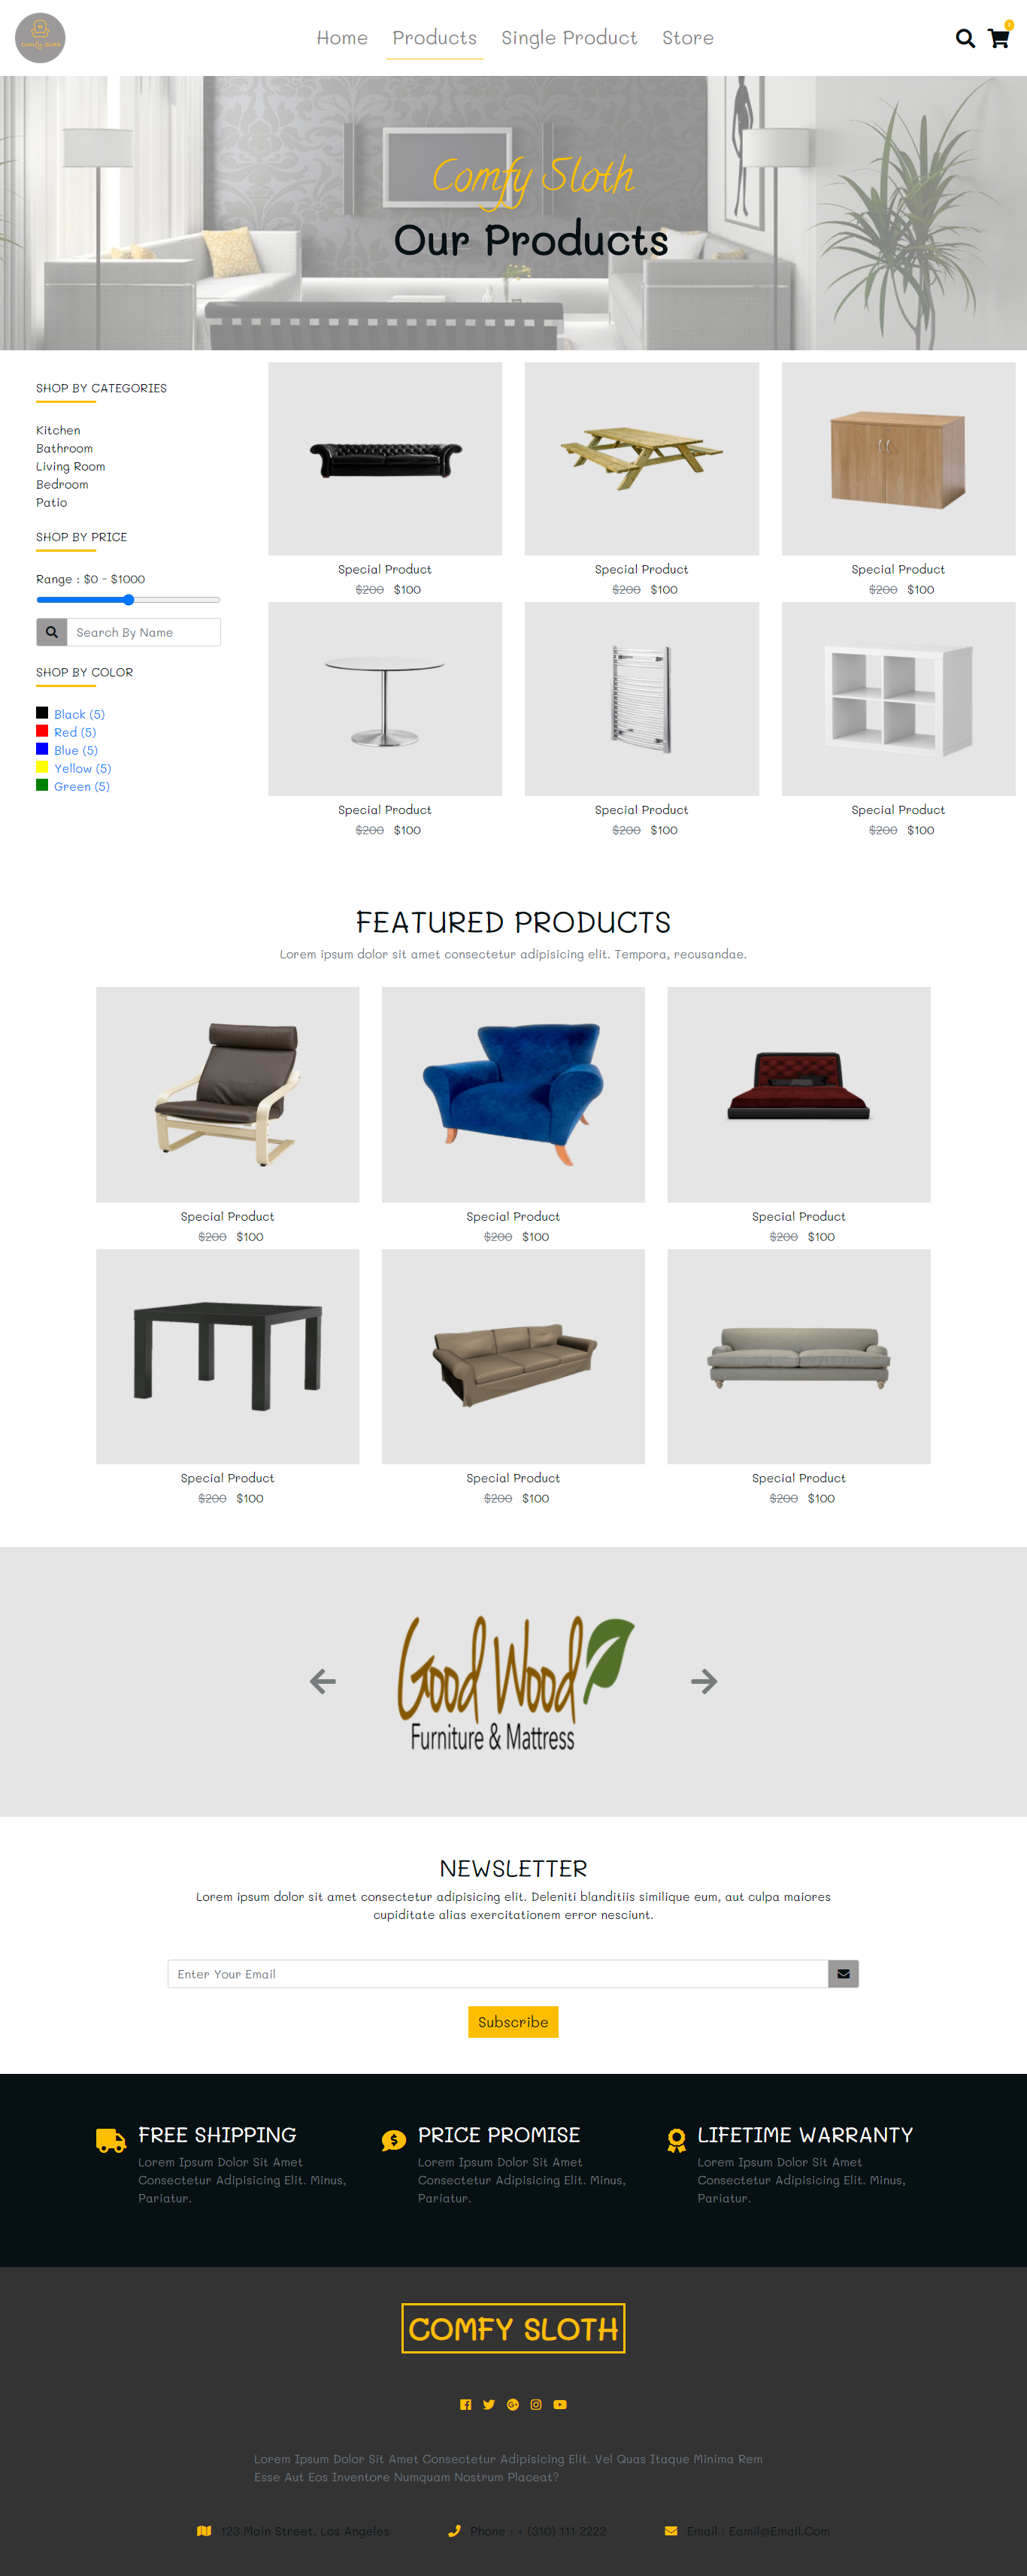 Comfy Sloth
Home Products Single Product Store
Comfy Sloth
Our Products
SHOP BY CATEGORIES
Kitchen
Bathroom
Living Room
Bedroom
Patio
SHOP BY PRICE
Range : $0 - $1000
Search By Name
SHOP BY COLOR
Black (5)
Red (5)
Blue (5)
Yellow (5)
Green (5)
Special Product Special Product Special Product
$200 $100 $200 $100 $200 $100
Special Product Special Product Special Product
$200 $100 $200 $100 $200 $100
FEATURED PRODUCTS
Lorem ipsum dolor sit amet consectetur adipisicing elit. Tempora, recusandae.
Special Product Special Product Special Product
$200 $100 $200 $100 $200 $100
Special Product Special Product Special Product
$200 $100 $200 $100 $200 $100
Good Wood
Furniture & Mattress
NEWSLETTER
Lorem ipsum dolor sit amet consectetur adipisicing elit. Deleniti blanditiis similique eum, aut culpa maiores
cupiditate alias exercitationem error nesciunt.
Enter Your Email
Subscribe
FREE SHIPPING
Lorem Ipsum Dolor Sit Amet
Consectetur Adipisicing Elit. Minus,
Pariatur.
PRICE PROMISE
Lorem Ipsum Dolor Sit Amet
Consectetur Adipisicing Elit. Minus,
Pariatur.
LIFETIME WARRANTY
Lorem Ipsum Dolor Sit Amet
Consectetur Adipisicing Elit. Minus,
Pariatur.
COMFY SLOTH
Lorem Ipsum Dolor Sit Amet Consectetur Adipisicing Elit. Vel Quas Itaque Minima Rem
Esse Aut Eos Inventore Numquam Nostrum Placeat?
123 Main Street, Los Angeles Phone : + (310) 111 2222 Email : Eamil@Email.Com